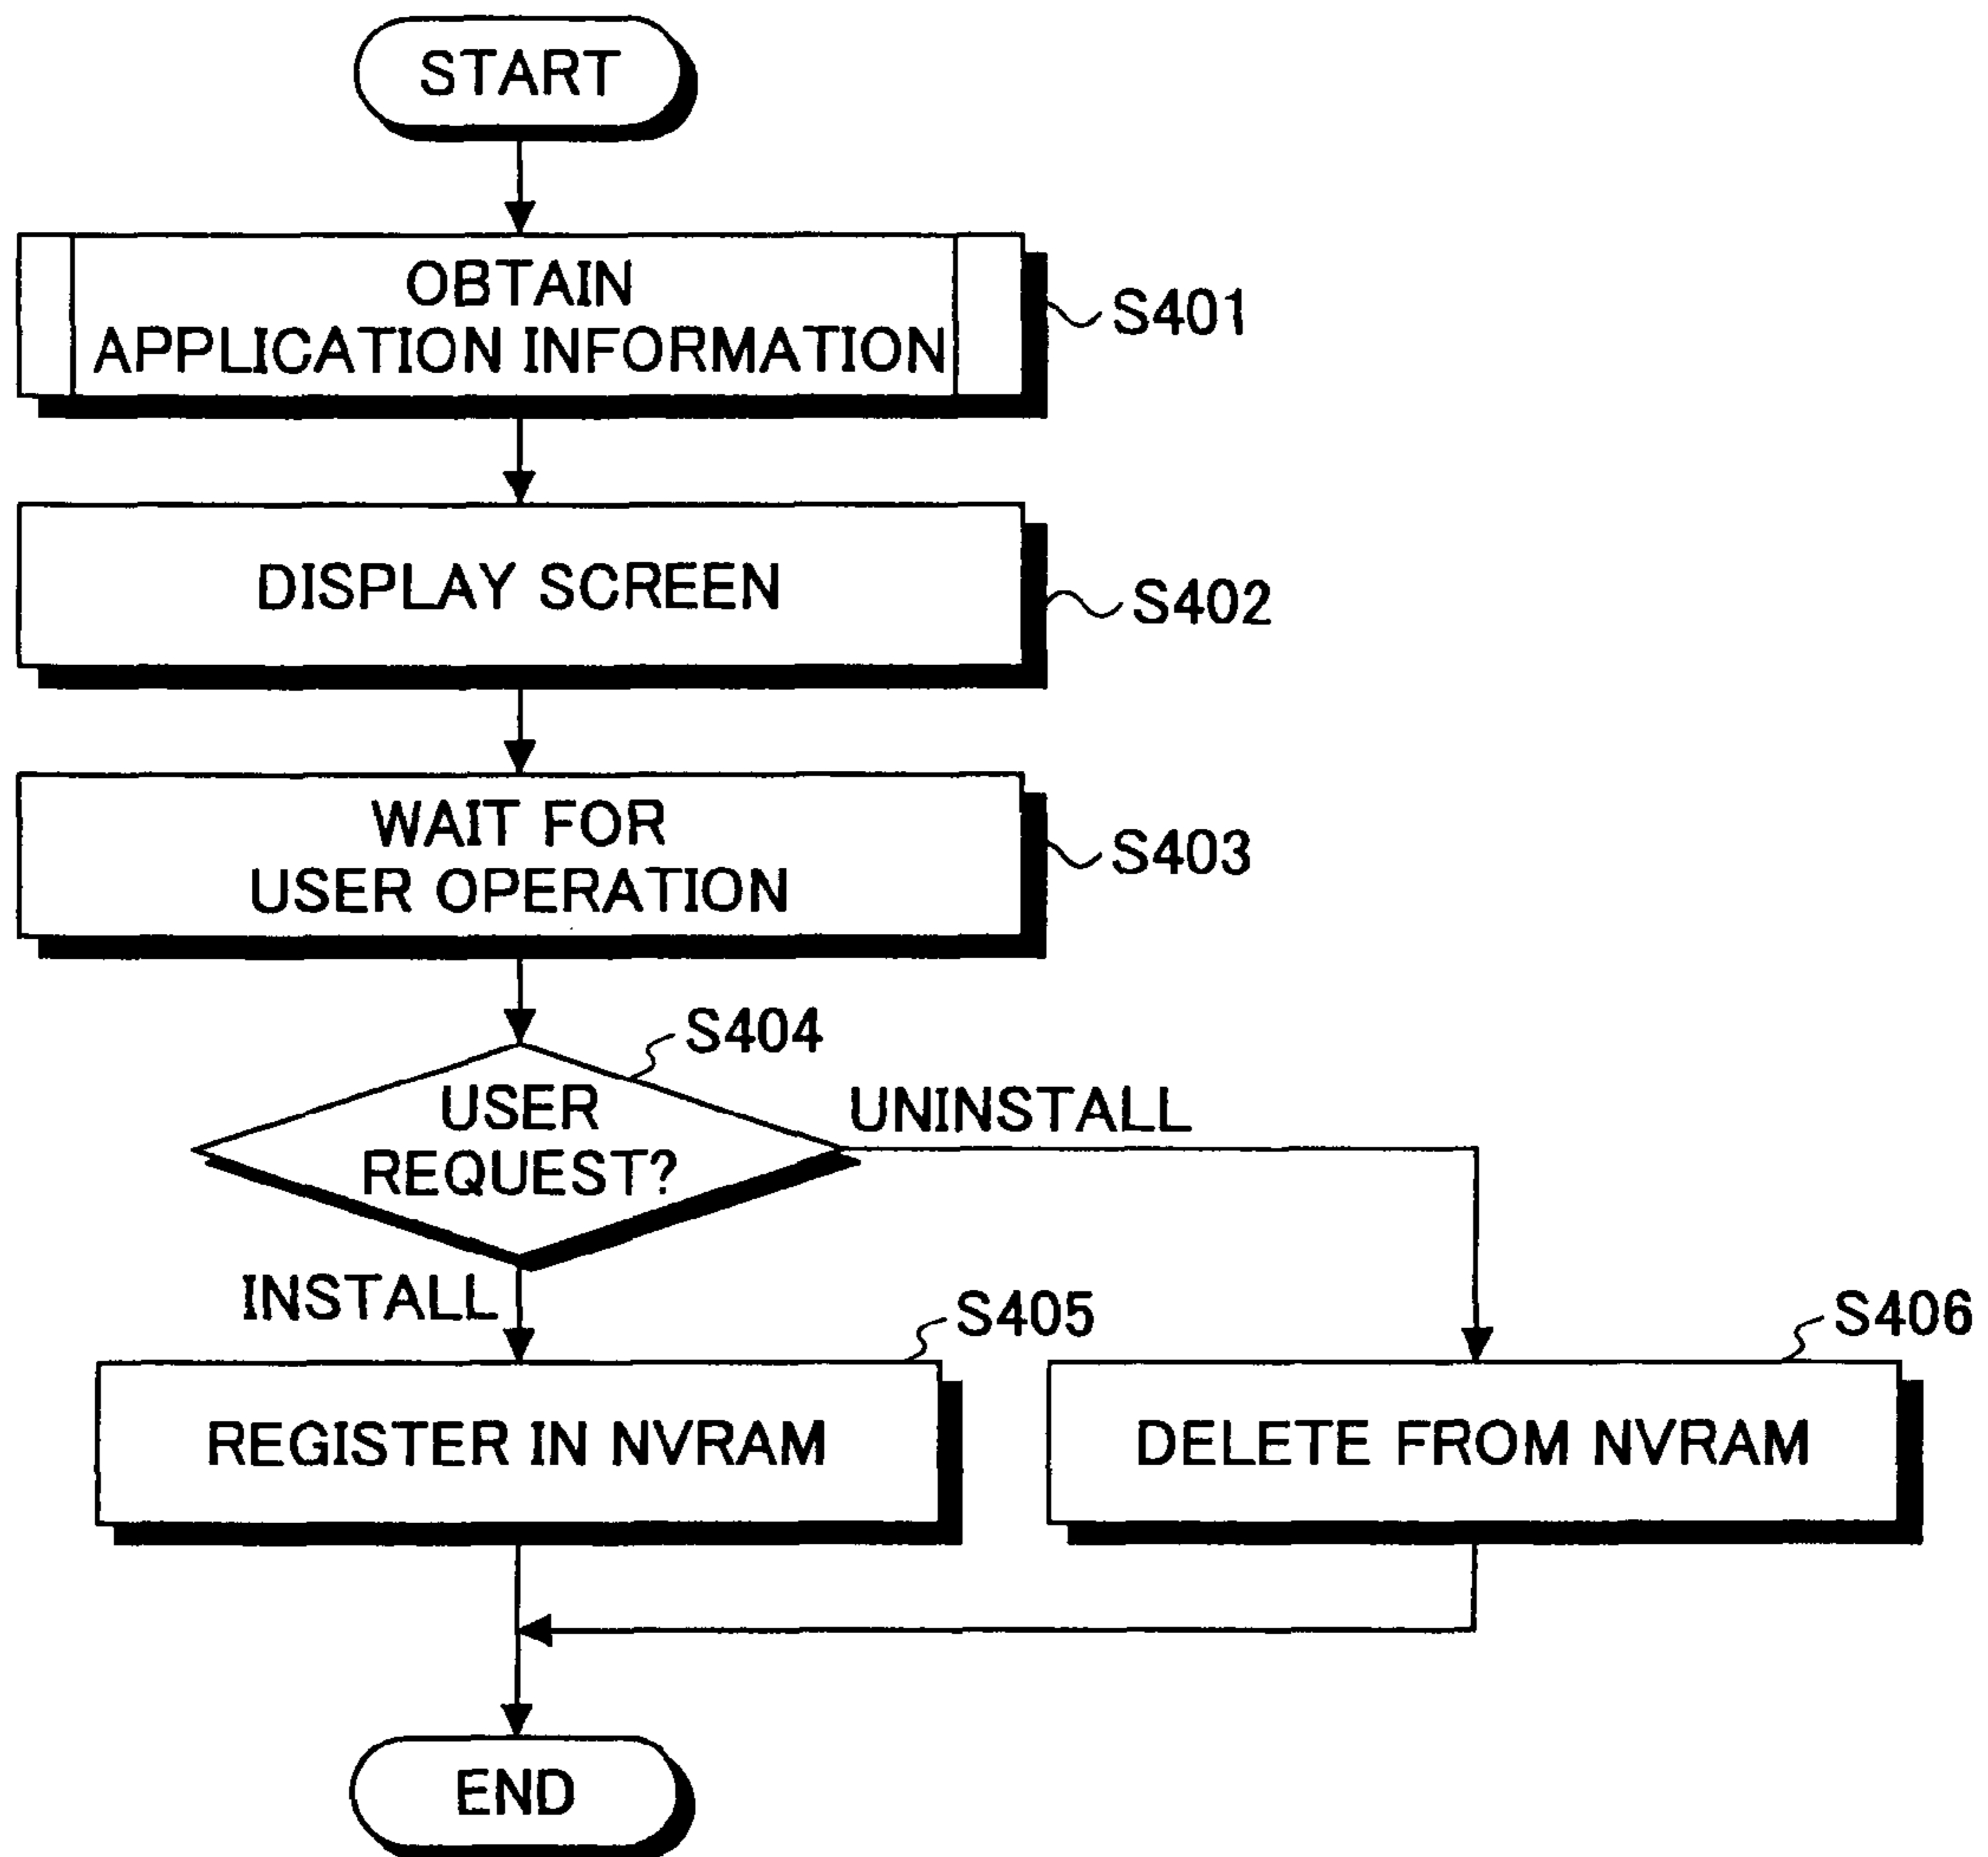 START
OBTAIN
APPLICATION INFORMATION
S401
DISPLAY SCREEN
S402
WAIT FOR
USER OPERATION
S403
S404
USER
REQUEST?
UNINSTALL
INSTALL
S405
S406
REGISTER IN NVRAM
DELETE FROM NVRAM
END